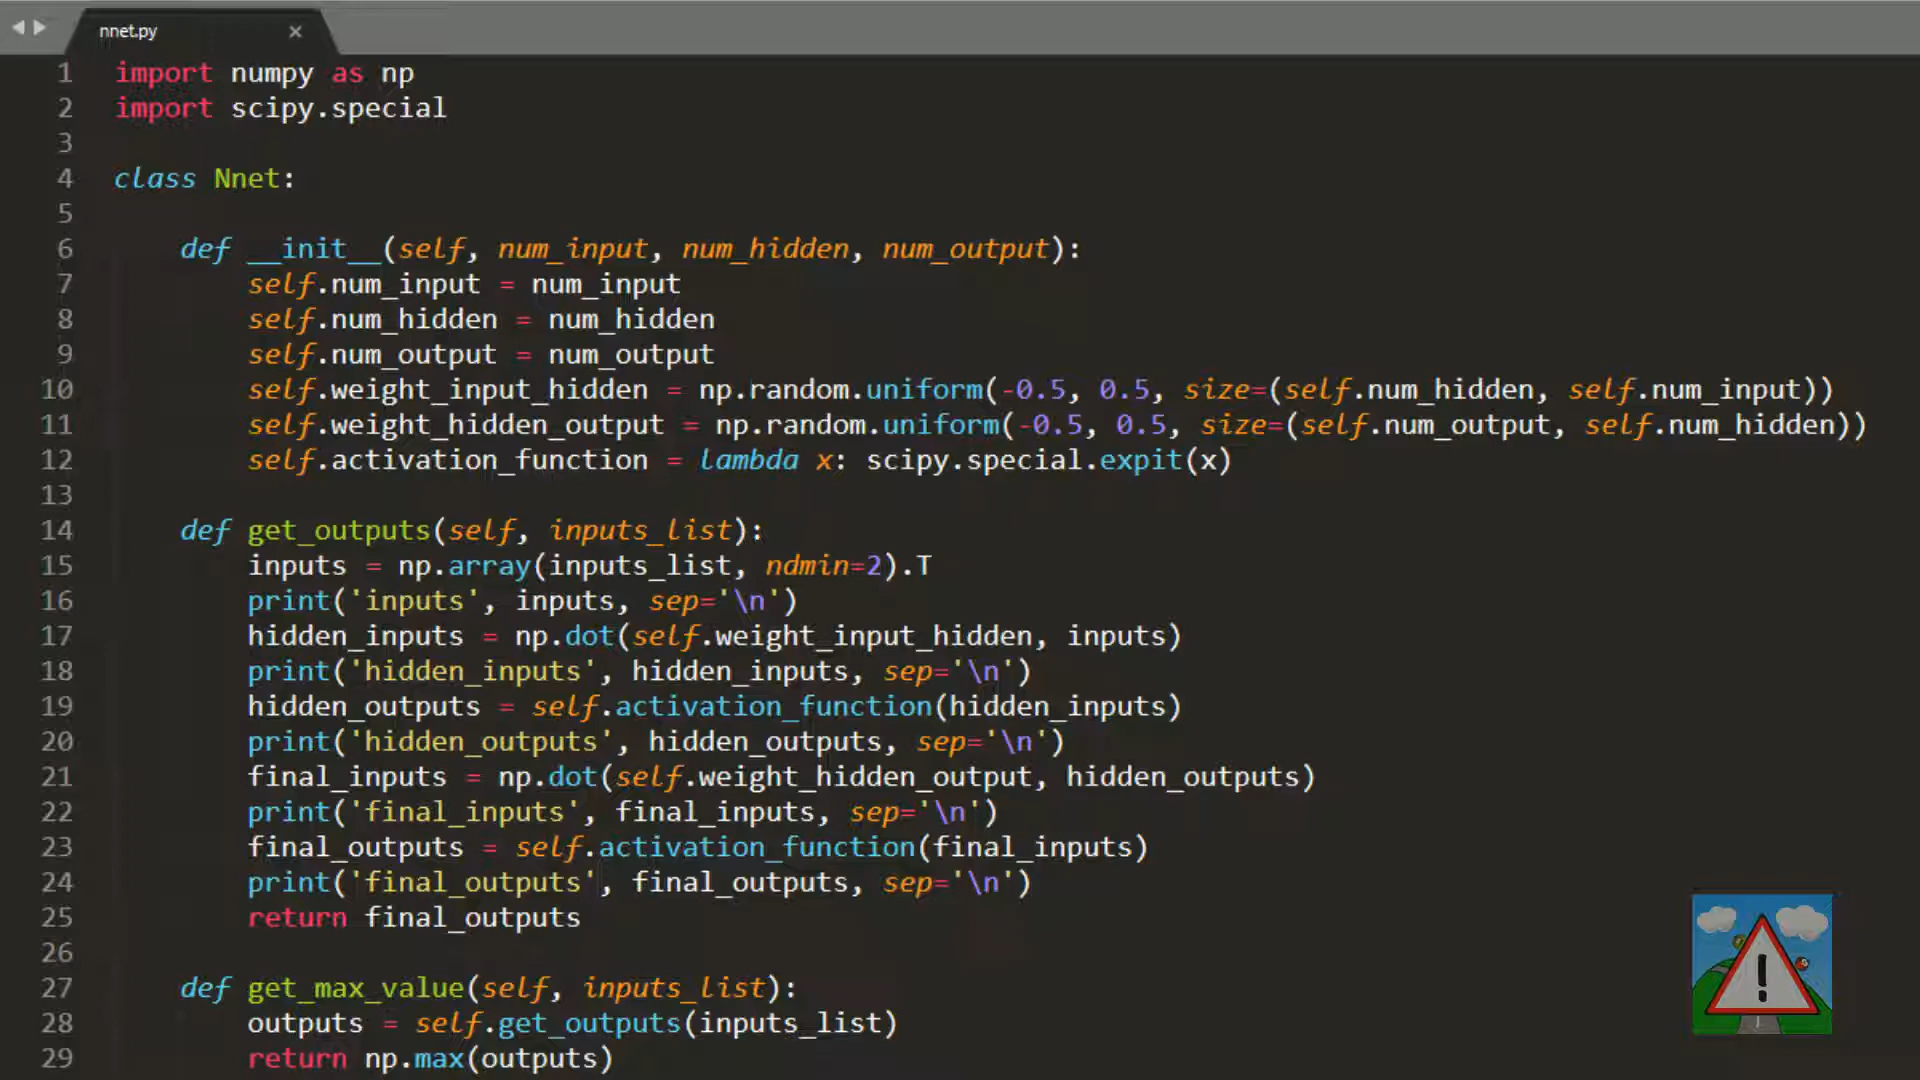 nnet.py
1 import numpy as np
2 import scipy.special
3
4 class Nnet:
5
6     def __init__(self, num_input, num_hidden, num_output):
7         self.num_input = num_input
8         self.num_hidden = num_hidden
9         self.num_output = num_output
10         self.weight_input_hidden = np.random.uniform(-0.5, 0.5, size=(self.num_hidden, self.num_input))
11         self.weight_hidden_output = np.random.uniform(-0.5, 0.5, size=(self.num_output, self.num_hidden))
12         self.activation_function = lambda x: scipy.special.expit(x)
13
14     def get_outputs(self, inputs_list):
15         inputs = np.array(inputs_list, ndmin=2).T
16         print('inputs', inputs, sep='\n')
17         hidden_inputs = np.dot(self.weight_input_hidden, inputs)
18         print('hidden_inputs', hidden_inputs, sep='\n')
19         hidden_outputs = self.activation_function(hidden_inputs)
20         print('hidden_outputs', hidden_outputs, sep='\n')
21         final_inputs = np.dot(self.weight_hidden_output, hidden_outputs)
22         print('final_inputs', final_inputs, sep='\n')
23         final_outputs = self.activation_function(final_inputs)
24         print('final_outputs', final_outputs, sep='\n')
25         return final_outputs
26
27     def get_max_value(self, inputs_list):
28         outputs = self.get_outputs(inputs_list)
29         return np.max(outputs)
!